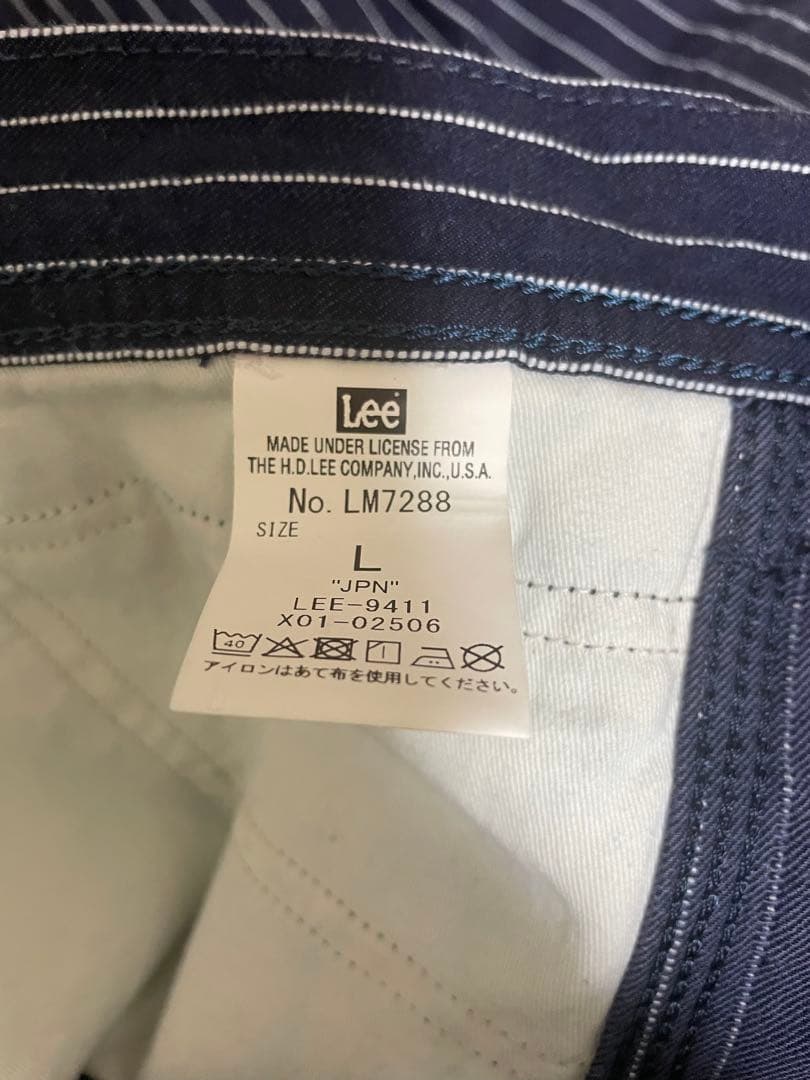 Lee
MADE UNDER LICENSE FROM
THE H.D.LEE COMPANY,INC.,U.S.A.
No. LM7288
SIZE
L
"JPN"
LEE-9411
X01-02506
40
アイロンはあて布を使用してください。